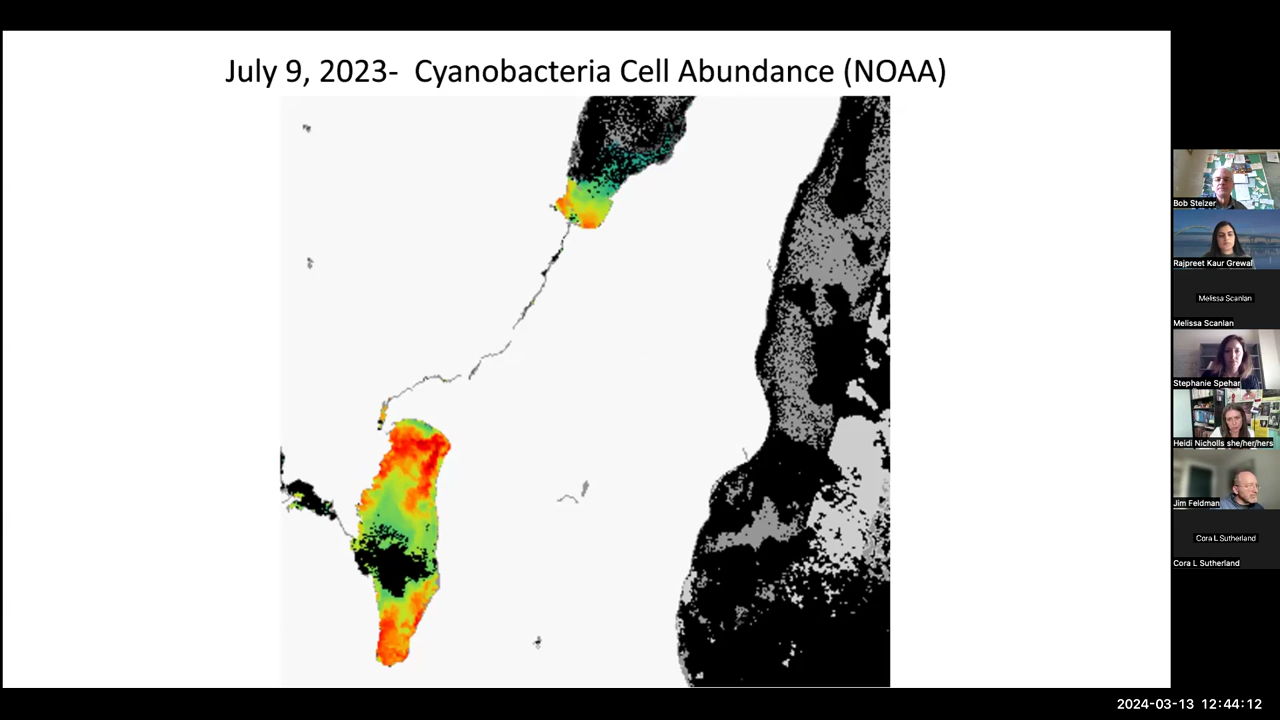 July 9, 2023- Cyanobacteria Cell Abundance (NOAA)
Bob Stelzer
Rajpreet Kaur Grewal
Melissa Scanlan
Melissa Scanlan
Stephanie Spehar
Heidi Nicholls she/her/hers
Jim Feldman
Cora L Sutherland
Cora L Sutherland
2024-03-13 12:44:12